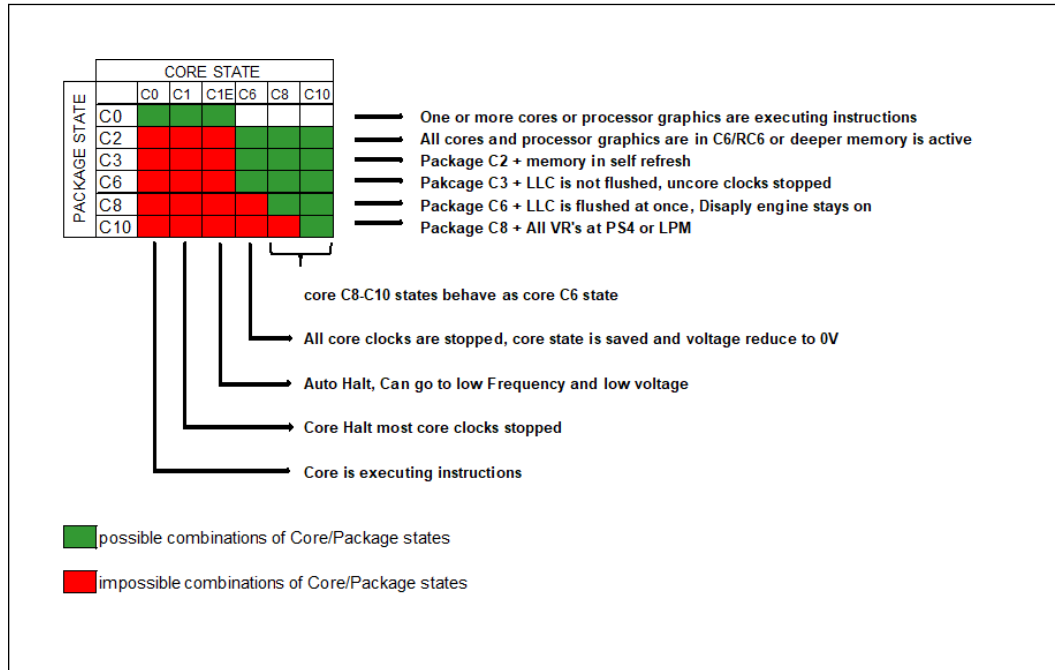 CORE STATE
PACKAGE STATE
C0 C1 C1E C6 C8 C10
C0
C2
C3
C6
C8
C10
One or more cores or processor graphics are executing instructions
All cores and processor graphics are in C6/RC6 or deeper memory is active
Package C2 + memory in self refresh
Pakcage C3 + LLC is not flushed, uncore clocks stopped
Package C6 + LLC is flushed at once, Disaply engine stays on
Package C8 + All VR's at PS4 or LPM
core C8-C10 states behave as core C6 state
All core clocks are stopped, core state is saved and voltage reduce to 0V
Auto Halt, Can go to low Frequency and low voltage
Core Halt most core clocks stopped
Core is executing instructions
possible combinations of Core/Package states
impossible combinations of Core/Package states